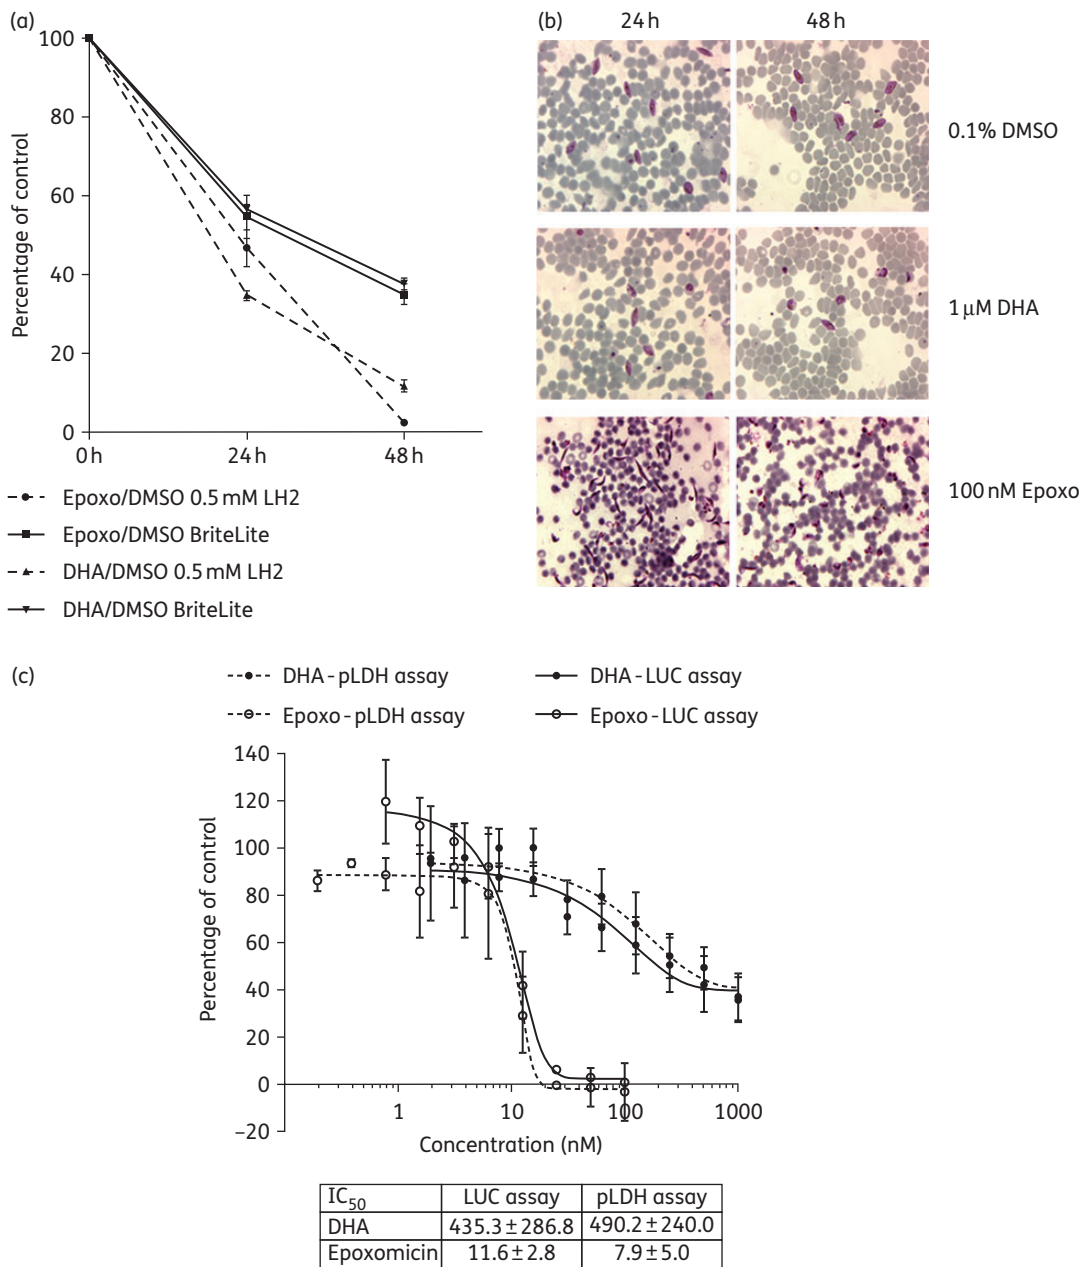 (a)
100
80
60
40
20
0
Percentage of control
0 h
24 h
48 h
Epoxo/DMSO 0.5 mM LH2
Epoxo/DMSO BriteLite
DHA/DMSO 0.5 mM LH2
DHA/DMSO BriteLite
(b)
24 h
48 h
0.1% DMSO
1 µM DHA
100 nM Epoxo
(c)
DHA - pLDH assay
DHA - LUC assay
Epoxo - pLDH assay
Epoxo - LUC assay
140
120
100
80
60
40
20
0
−20
Percentage of control
1
10
100
1000
Concentration (nM)
IC50 LUC assay pLDH assay
DHA 435.3 ± 286.8 490.2 ± 240.0
Epoxomicin 11.6 ± 2.8 7.9 ± 5.0